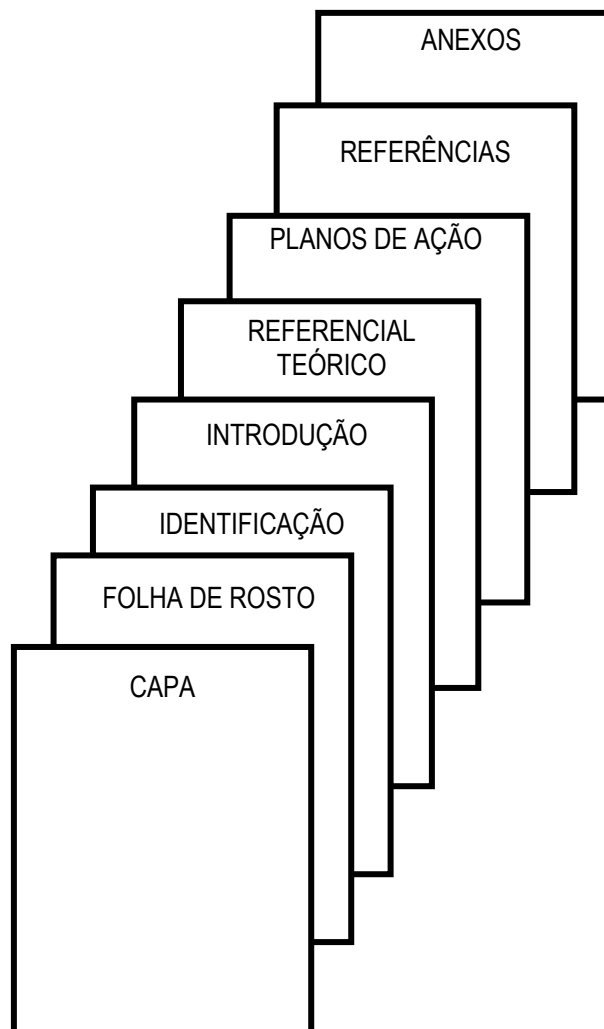 ANEXOS
REFERÊNCIAS
PLANOS DE AÇÃO
REFERENCIAL
TEÓRICO
INTRODUÇÃO
IDENTIFICAÇÃO
FOLHA DE ROSTO
CAPA